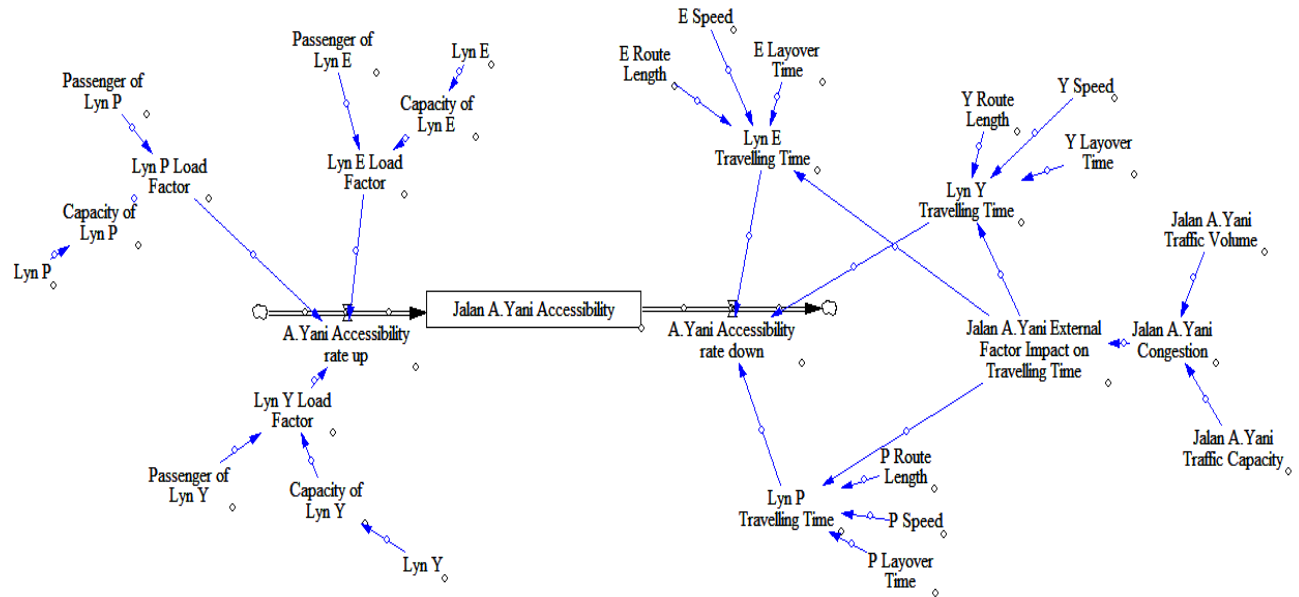 Passenger of
Lyn P
Lyn P Load
Factor
Capacity of
Lyn P
Lyn P
Passenger of
Lyn E
Lyn E
Capacity of
Lyn E
Lyn E Load
Factor
A.Yani Accessibility
rate up
Lyn Y Load
Factor
Passenger of
Lyn Y
Capacity of
Lyn Y
Lyn Y
Jalan A.Yani Accessibility
E Speed
E Route
Length
E Layover
Time
Lyn E
Travelling Time
Y Speed
Y Route
Length
Y Layover
Time
Lyn Y
Travelling Time
A.Yani Accessibility
rate down
Jalan A.Yani External
Factor Impact on
Travelling Time
Jalan A.Yani
Traffic Volume
Jalan A.Yani
Congestion
Jalan A.Yani
Traffic Capacity
P Route
Length
Lyn P
Travelling Time
P Speed
P Layover
Time